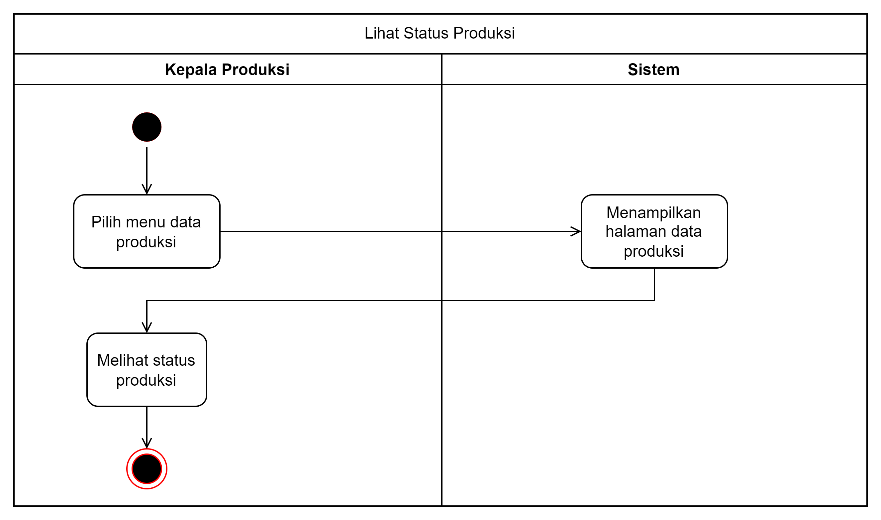 Lihat Status Produksi
Kepala Produksi
Sistem
Pilih menu data
produksi
Menampilkan
halaman data
produksi
Melihat status
produksi